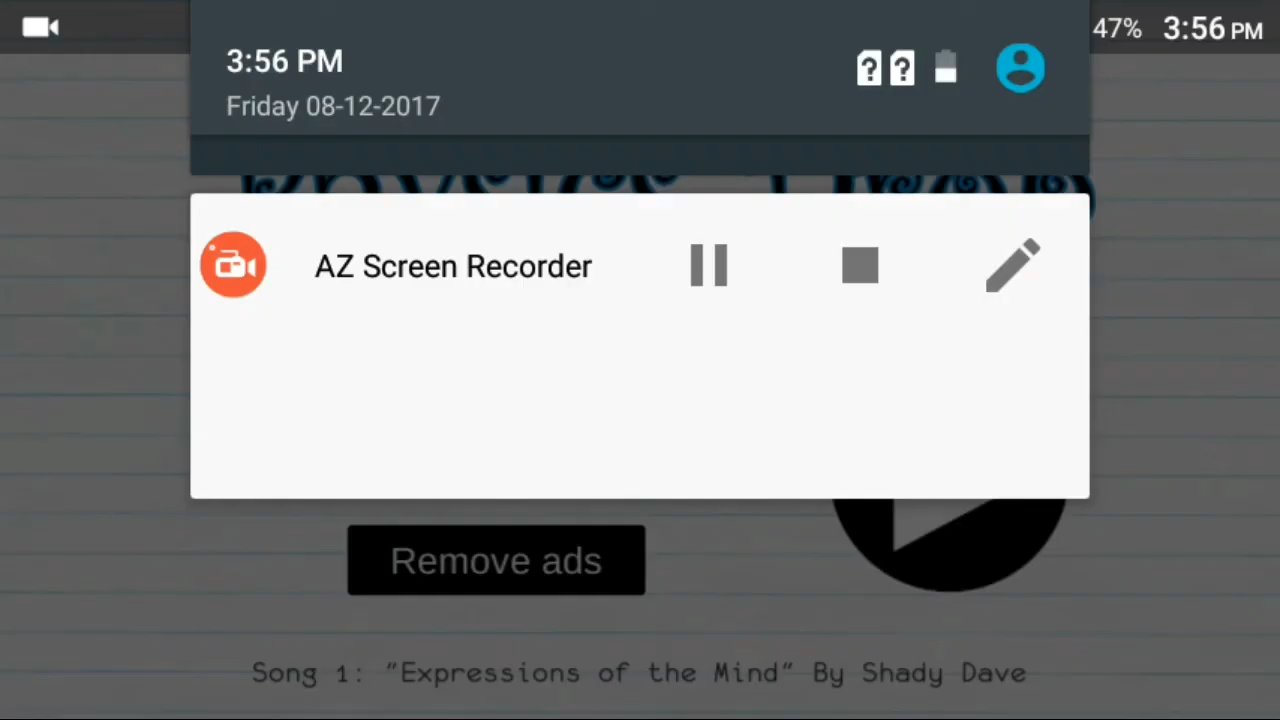 47% 3:56 PM
3:56 PM
Friday 08-12-2017
AZ Screen Recorder
Remove ads
Song 1: "Expressions of the Mind" By Shady Dave